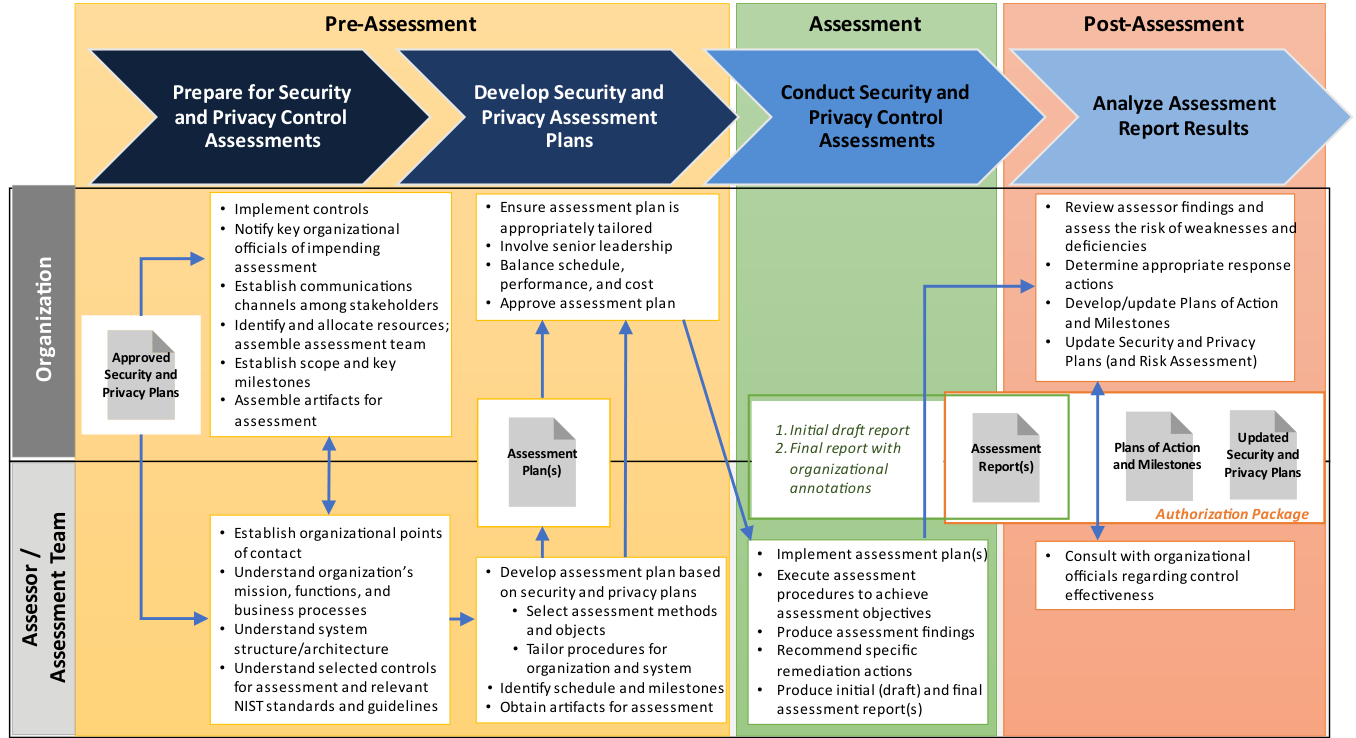 Pre-Assessment
Assessment
Post-Assessment
Prepare for Security
and Privacy Control
Assessments
Develop Security and
Privacy Assessment
Plans
Conduct Security and
Privacy Control
Assessments
Analyze Assessment
Report Results
Organization
Approved
Security and
Privacy Plans
• Implement controls
• Notify key organizational
officials of impending
assessment
• Establish communications
channels among stakeholders
• Identify and allocate resources;
assemble assessment team
• Establish scope and key
milestones
• Assemble artifacts for
assessment
• Ensure assessment plan is
appropriately tailored
• Involve senior leadership
• Balance schedule,
performance, and cost
• Approve assessment plan
• Review assessor findings and
assess the risk of weaknesses and
deficiencies
• Determine appropriate response
actions
• Develop/update Plans of Action
and Milestones
• Update Security and Privacy
Plans (and Risk Assessment)
Assessment
Plan(s)
1. Initial draft report
2. Final report with
organizational
annotations
Assessment
Report(s)
Plans of Action
and Milestones
Updated
Security and
Privacy Plans
Authorization Package
Assessor /
Assessment Team
• Establish organizational points
of contact
• Understand organization's
mission, functions, and
business processes
• Understand system
structure/architecture
• Understand selected controls
for assessment and relevant
NIST standards and guidelines
• Develop assessment plan based
on security and privacy plans
• Select assessment methods
and objects
• Tailor procedures for
organization and system
• Identify schedule and milestones
• Obtain artifacts for assessment
• Implement assessment plan(s)
• Execute assessment
procedures to achieve
assessment objectives
• Produce assessment findings
• Recommend specific
remediation actions
• Produce initial (draft) and final
assessment report(s)
• Consult with organizational
officials regarding control
effectiveness